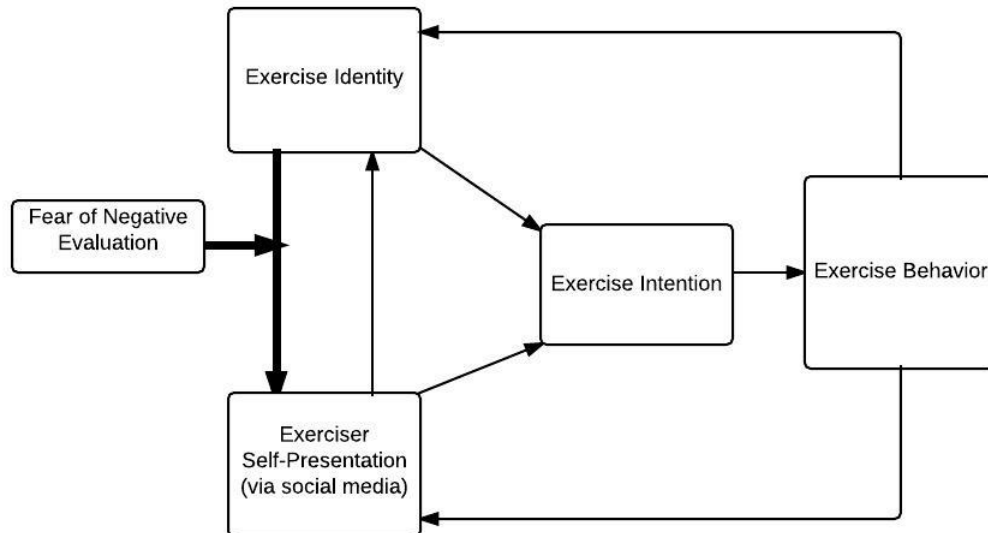 Exercise Identity
Fear of Negative
Evaluation
Exercise Intention
Exercise Behavior
Exerciser
Self-Presentation
(via social media)